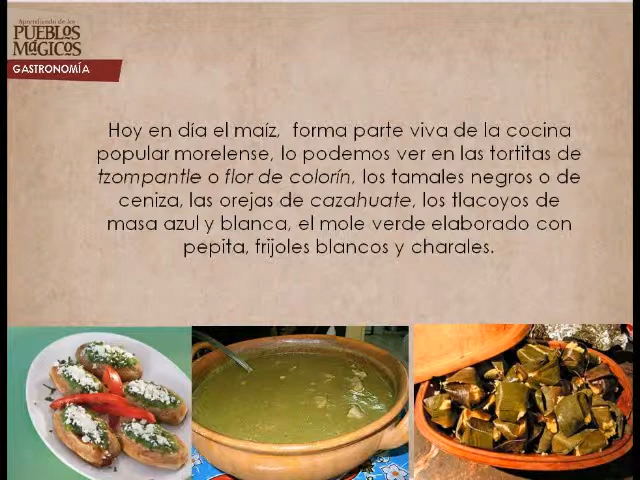 Aprendiendo de los
PUEBLOS
MáGICOS
GASTRONOMÍA
Hoy en día el maíz,  forma parte viva de la cocina
popular morelense, lo podemos ver en las tortitas de
tzompantle o flor de colorín, los tamales negros o de
ceniza, las orejas de cazahuate, los tlacoyos de
masa azul y blanca, el mole verde elaborado con
pepita, frijoles blancos y charales.